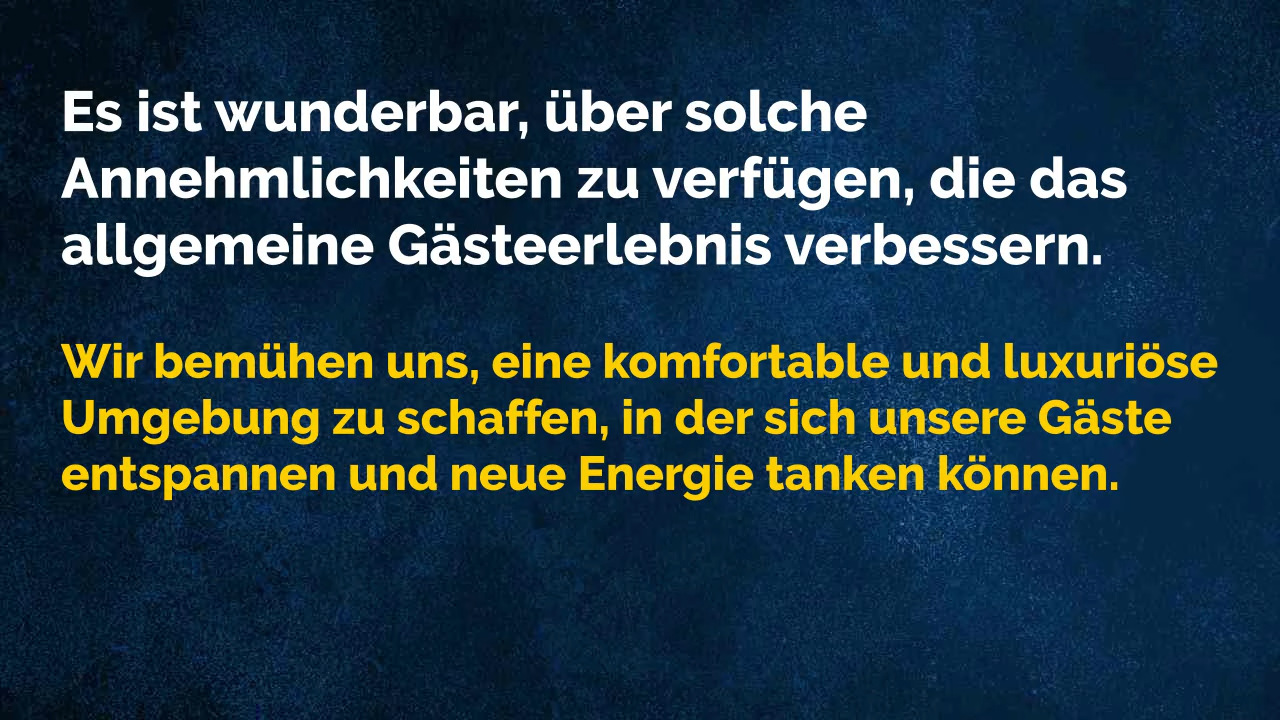 Es ist wunderbar, über solche
Annehmlichkeiten zu verfügen, die das
allgemeine Gästeerlebnis verbessern.
Wir bemühen uns, eine komfortable und luxuriöse
Umgebung zu schaffen, in der sich unsere Gäste
entspannen und neue Energie tanken können.